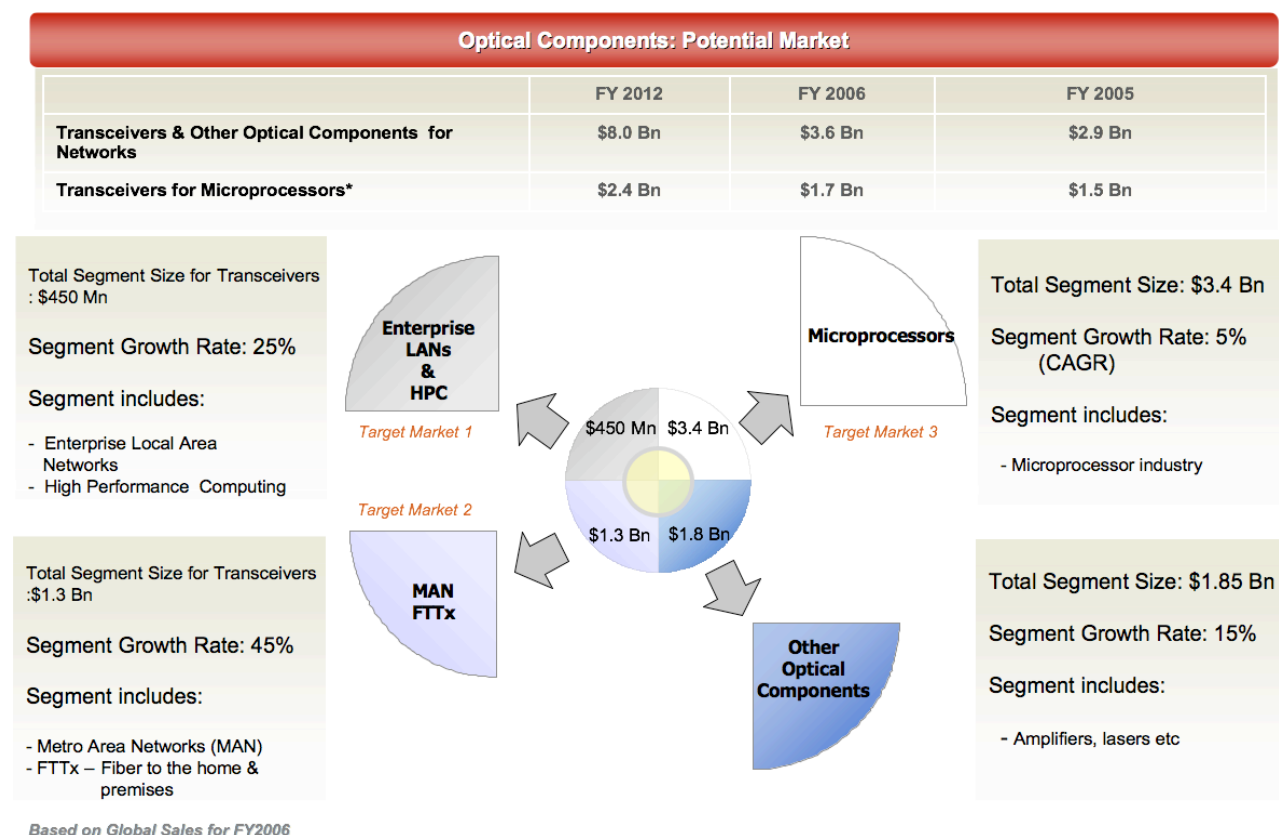 Optical Components: Potential Market
FY 2012 FY 2006 FY 2005
Transceivers & Other Optical Components for
Networks
$8.0 Bn $3.6 Bn $2.9 Bn
Transceivers for Microprocessors* $2.4 Bn $1.7 Bn $1.5 Bn
Total Segment Size for Transceivers
: $450 Mn
Segment Growth Rate: 25%
Segment includes:
- Enterprise Local Area
Networks
- High Performance Computing
Enterprise
LANs
&
HPC
Target Market 1
Microprocessors
Target Market 3
Total Segment Size: $3.4 Bn
Segment Growth Rate: 5%
(CAGR)
Segment includes:
- Microprocessor industry
$450 Mn $3.4 Bn
$1.3 Bn $1.8 Bn
Target Market 2
MAN
FTTx
Total Segment Size for Transceivers
:$1.3 Bn
Segment Growth Rate: 45%
Segment includes:
- Metro Area Networks (MAN)
- FTTx – Fiber to the home &
premises
Other
Optical
Components
Total Segment Size: $1.85 Bn
Segment Growth Rate: 15%
Segment includes:
- Amplifiers, lasers etc
Based on Global Sales for FY2006